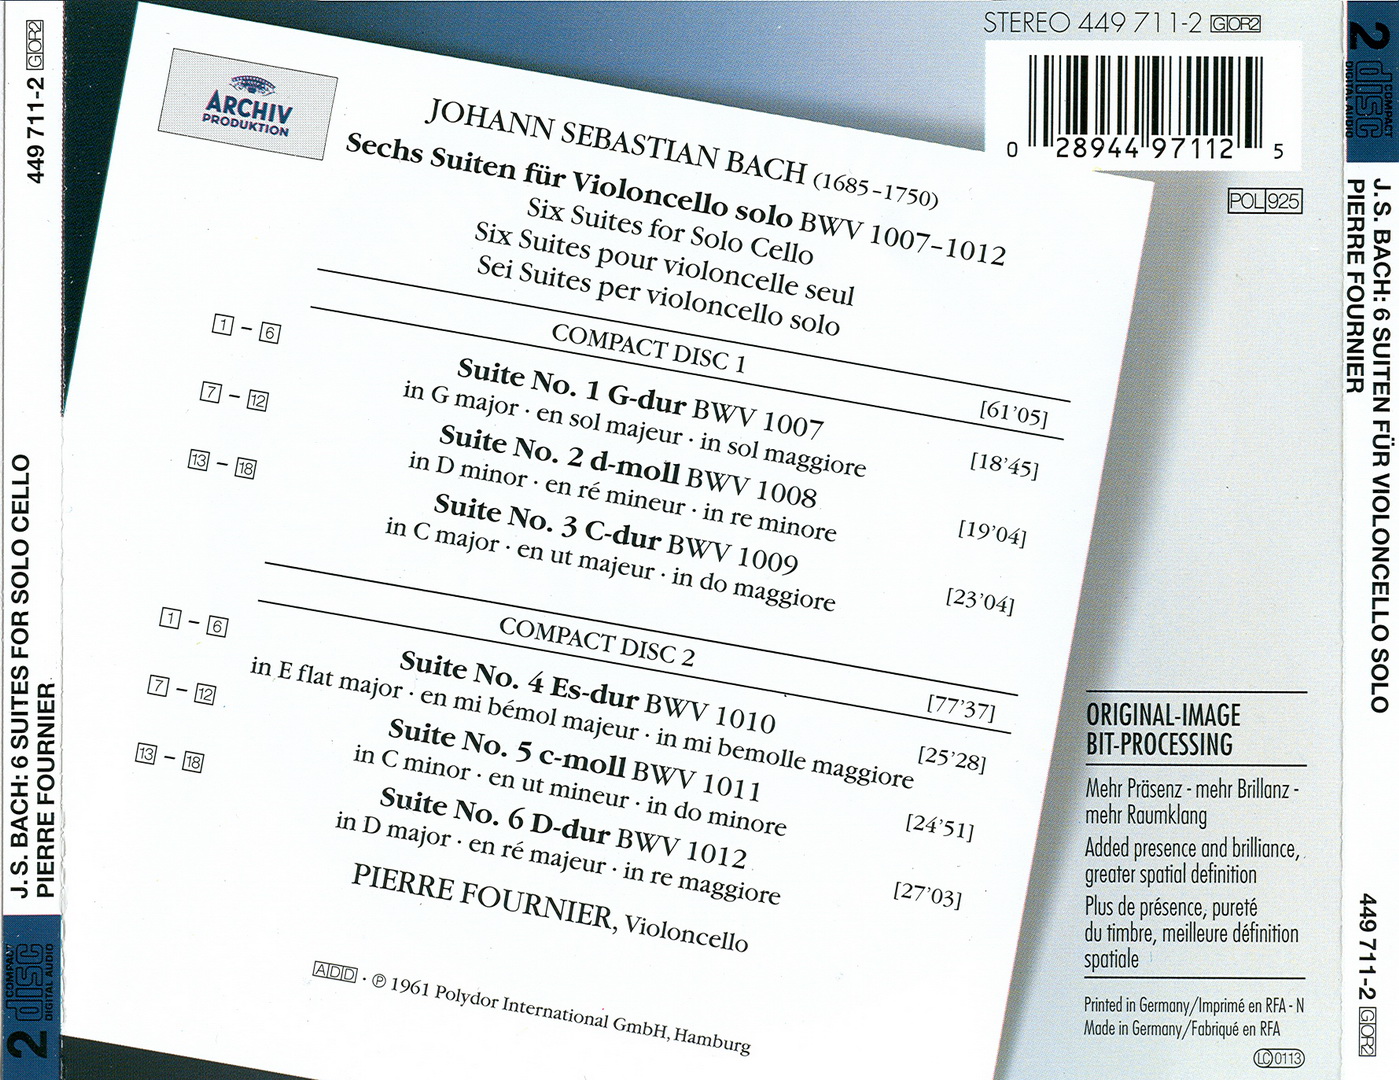 STEREO 449 711-2 G OR2
0 28944 97112 5
POL 925
ARCHIV
PRODUKTION
JOHANN SEBASTIAN BACH (1685-1750)
Sechs Suiten für Violoncello solo BWV 1007-1012
Six Suites for Solo Cello
Six Suites pour violoncelle seul
Sei Suites per violoncello solo
COMPACT DISC 1 [61'05]
1 - 6 Suite No. 1 G-dur BWV 1007 [18'45]
in G major · en sol majeur · in sol maggiore
7 - 12 Suite No. 2 d-moll BWV 1008 [19'04]
in D minor · en ré mineur · in re minore
13 - 18 Suite No. 3 C-dur BWV 1009 [23'04]
in C major · en ut majeur · in do maggiore
COMPACT DISC 2 [77'37]
1 - 6 Suite No. 4 Es-dur BWV 1010 [25'28]
in E flat major · en mi bémol majeur · in mi bemolle maggiore
7 - 12 Suite No. 5 c-moll BWV 1011 [24'51]
in C minor · en ut mineur · in do minore
13 - 18 Suite No. 6 D-dur BWV 1012 [27'03]
in D major · en ré majeur · in re maggiore
PIERRE FOURNIER, Violoncello
ADD · ℗ 1961 Polydor International GmbH, Hamburg
ORIGINAL-IMAGE
BIT-PROCESSING
Mehr Präsenz - mehr Brillanz -
mehr Raumklang
Added presence and brilliance,
greater spatial definition
Plus de présence, pureté
du timbre, meilleure définition
spatiale
Printed in Germany/Imprimé en RFA - N
Made in Germany/Fabriqué en RFA
LC 0113
2 COMPACT disc DIGITAL AUDIO
J.S. BACH: 6 SUITES FOR SOLO CELLO
PIERRE FOURNIER
449 711-2 G OR2
2 COMPACT disc DIGITAL AUDIO
J.S. BACH: 6 SUITEN FÜR VIOLONCELLO SOLO
PIERRE FOURNIER
449 711-2 G OR2